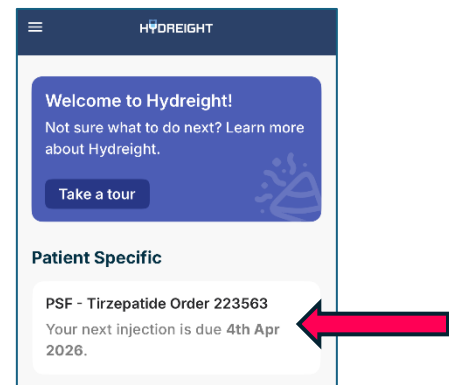 HYDREIGHT
Welcome to Hydreight!
Not sure what to do next? Learn more
about Hydreight.
Take a tour
Patient Specific
PSF - Tirzepatide Order 223563
Your next injection is due 4th Apr
2026.